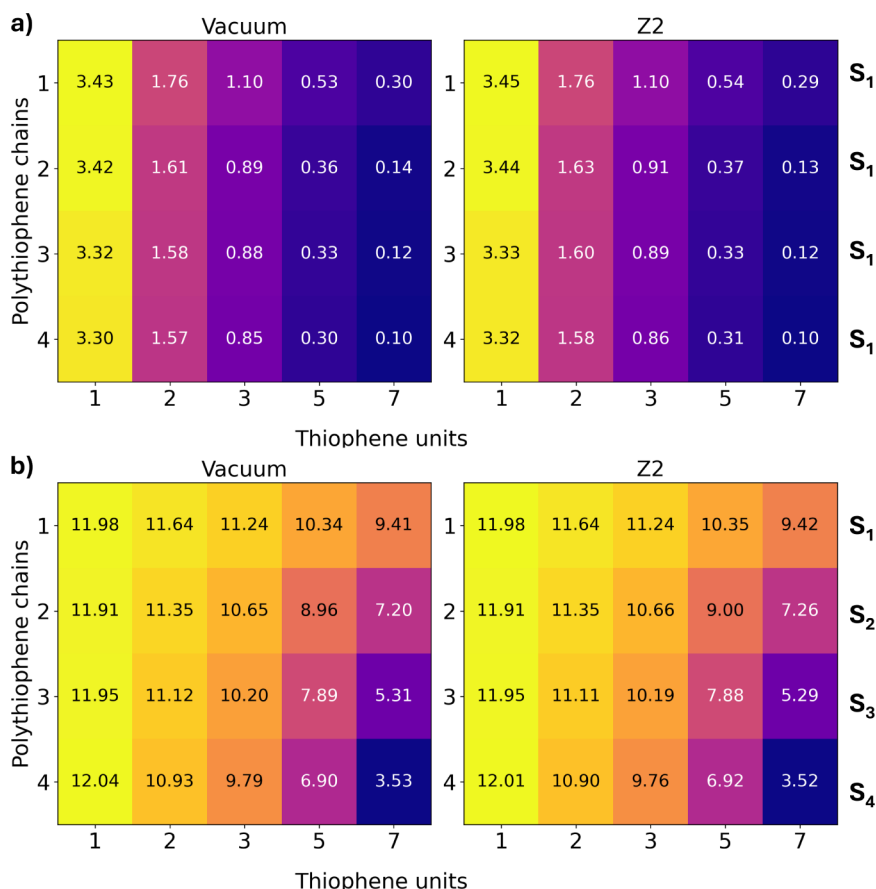 a)
Vacuum
Z2
Polythiophene chains
1 3.43 1.76 1.10 0.53 0.30 1 3.45 1.76 1.10 0.54 0.29 S₁
2 3.42 1.61 0.89 0.36 0.14 2 3.44 1.63 0.91 0.37 0.13 S₁
3 3.32 1.58 0.88 0.33 0.12 3 3.33 1.60 0.89 0.33 0.12 S₁
4 3.30 1.57 0.85 0.30 0.10 4 3.32 1.58 0.86 0.31 0.10 S₁
1 2 3 5 7 1 2 3 5 7
Thiophene units
b)
Vacuum
Z2
Polythiophene chains
1 11.98 11.64 11.24 10.34 9.41 1 11.98 11.64 11.24 10.35 9.42 S₁
2 11.91 11.35 10.65 8.96 7.20 2 11.91 11.35 10.66 9.00 7.26 S₂
3 11.95 11.12 10.20 7.89 5.31 3 11.95 11.11 10.19 7.88 5.29 S₃
4 12.04 10.93 9.79 6.90 3.53 4 12.01 10.90 9.76 6.92 3.52 S₄
1 2 3 5 7 1 2 3 5 7
Thiophene units